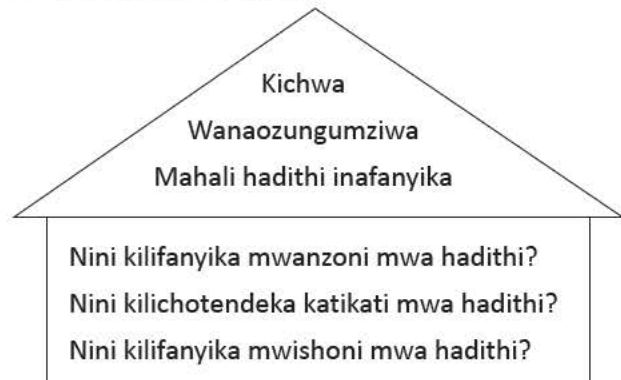 Kichwa
Wanaozungumziwa
Mahali hadithi inafanyika
Nini kilifanyika mwanzoni mwa hadithi?
Nini kilichotendeka katikati mwa hadithi?
Nini kilifanyika mwishoni mwa hadithi?